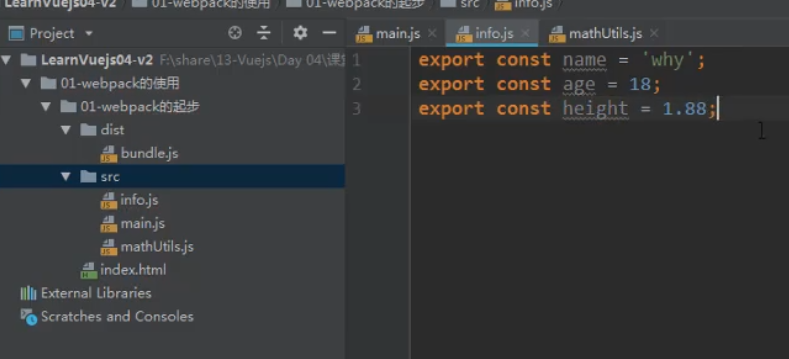 LearnVuejs04-v2 01-webpack的使用 01-webpack的起步 src info.js
Project
main.js info.js mathUtils.js
LearnVuejs04-v2 F:\share\13-Vuejs\Day 04\课
01-webpack的使用
01-webpack的起步
dist
bundle.js
src
info.js
main.js
mathUtils.js
index.html
External Libraries
Scratches and Consoles
1 export const name = 'why';
2 export const age = 18;
3 export const height = 1.88;